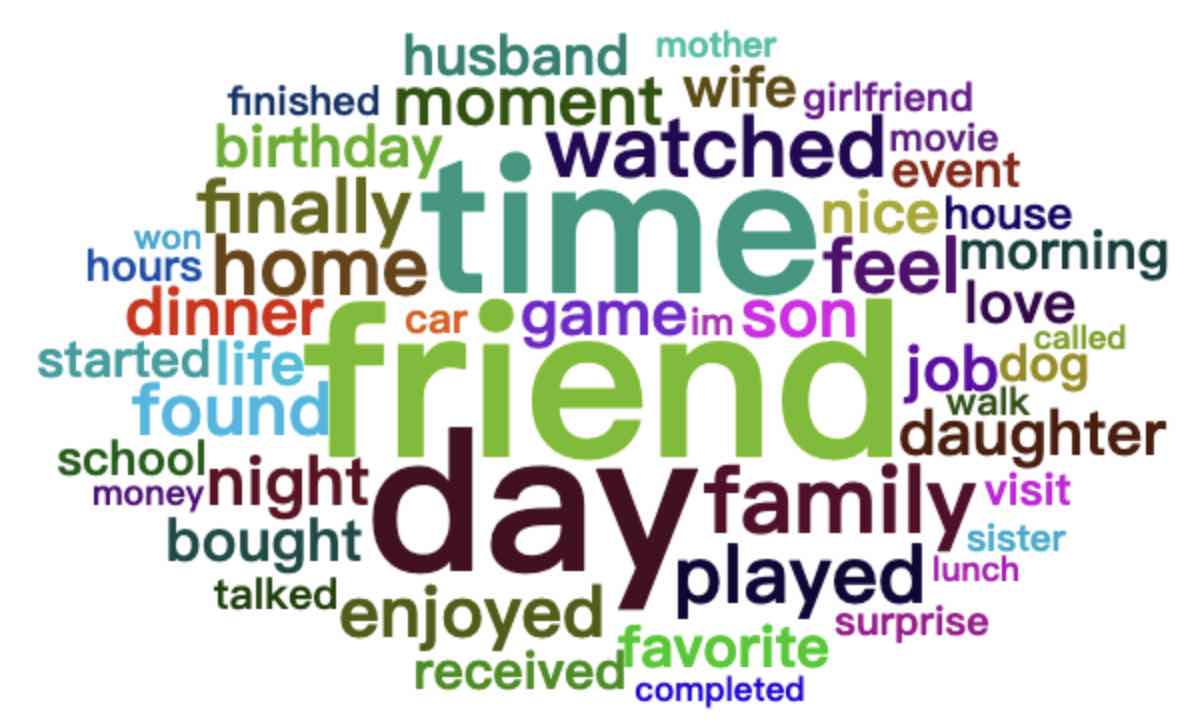 husband mother
finished moment wife girlfriend
birthday watched movie
event
finally time nice house
won
hours home feel morning
dinner car game im son love
started life friend called
job dog
found walk
daughter
school night day family visit
money
bought sister
played lunch
talked enjoyed surprise
received favorite
completed